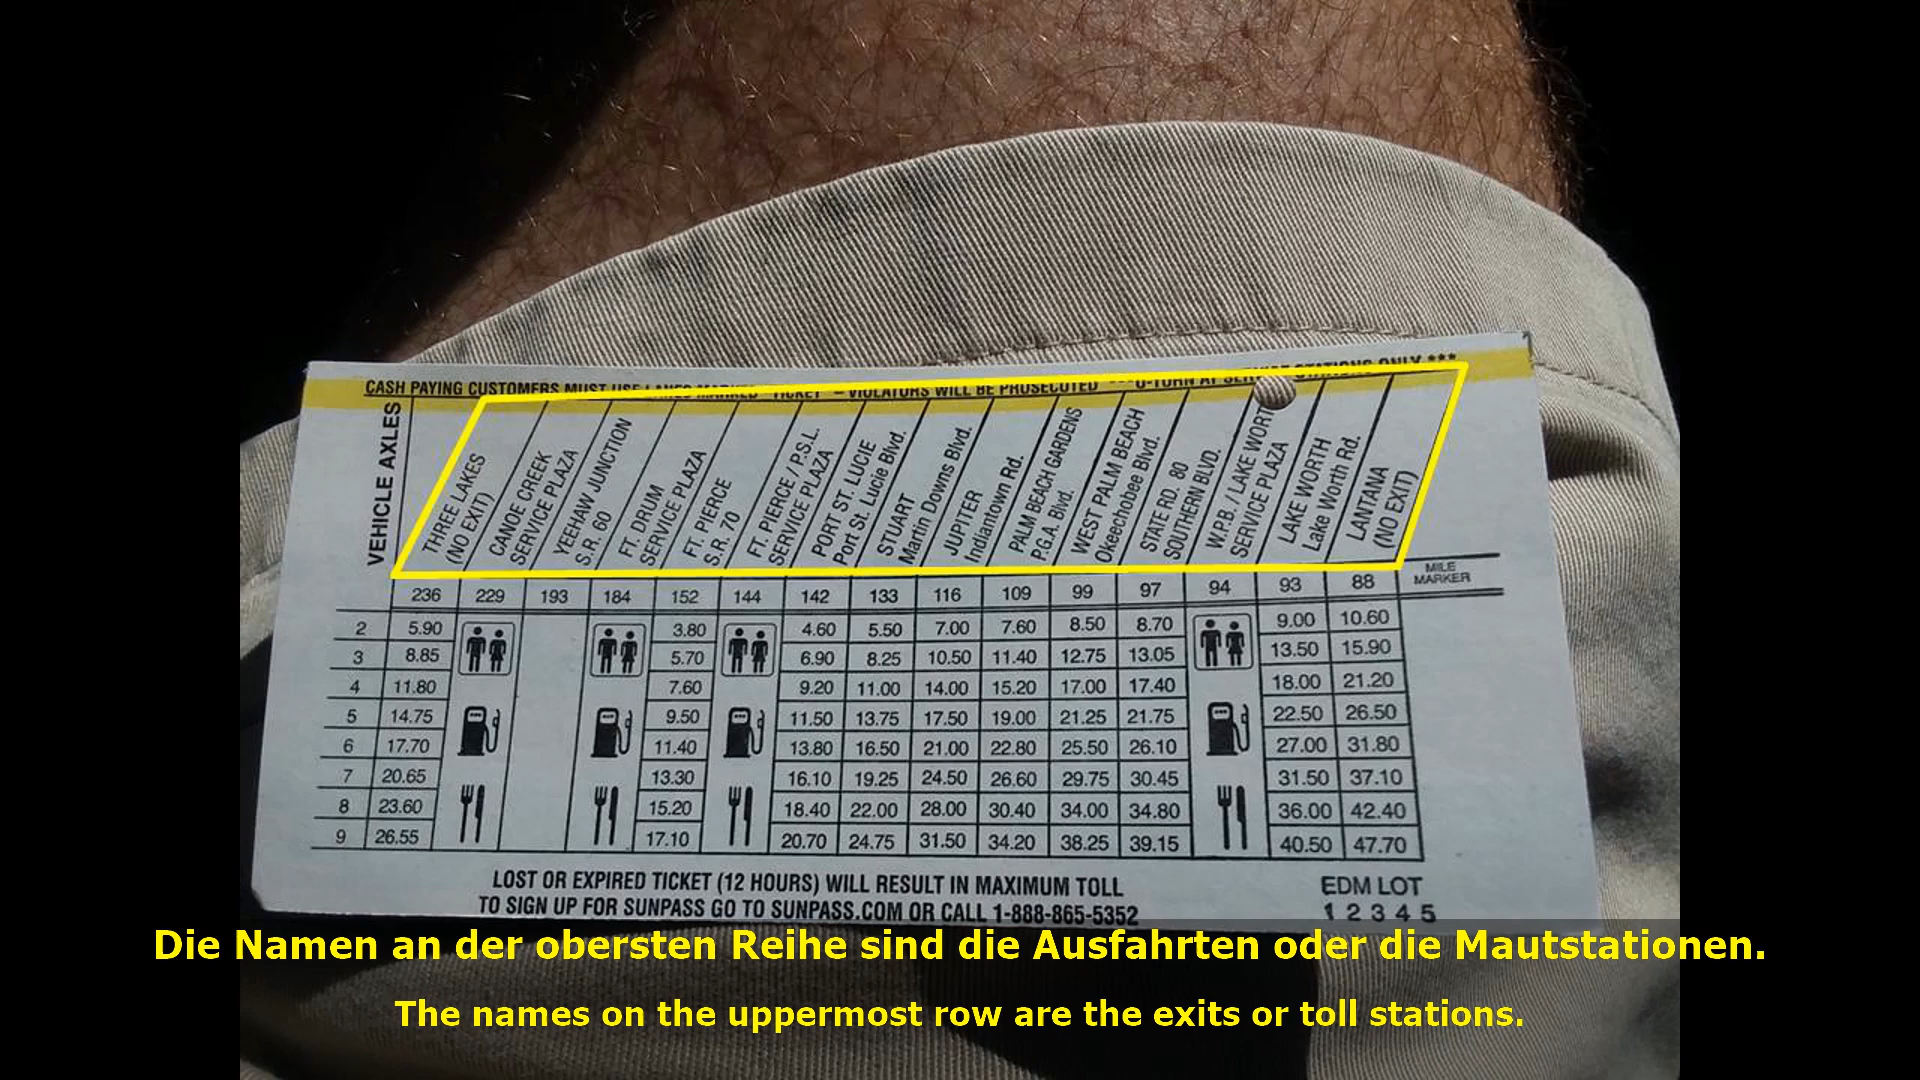 CASH PAYING CUSTOMERS MUST USE LANES MARKED "TICKET" – VIOLATORS WILL BE PROSECUTED *** U-TURN AT SERVICE STATIONS ONLY ***
VEHICLE AXLES
THREE LAKES
(NO EXIT)
CANOE CREEK
SERVICE PLAZA
YEEHAW JUNCTION
S.R. 60
FT. DRUM
SERVICE PLAZA
FT. PIERCE
S.R. 70
FT. PIERCE / P.S.L.
SERVICE PLAZA
PORT ST. LUCIE
Port St. Lucie Blvd.
STUART
Martin Downs Blvd.
JUPITER
Indiantown Rd.
PALM BEACH GARDENS
P.G.A. Blvd.
WEST PALM BEACH
Okeechobee Blvd.
STATE RD. 80
SOUTHERN BLVD.
W.P.B. / LAKE WORT
SERVICE PLAZA
LAKE WORTH
Lake Worth Rd.
LANTANA
(NO EXIT)
236 229 193 184 152 144 142 133 116 109 99 97 94 93 88 MILE
MARKER
2 5.90 3.80 4.60 5.50 7.00 7.60 8.50 8.70 9.00 10.60
3 8.85 5.70 6.90 8.25 10.50 11.40 12.75 13.05 13.50 15.90
4 11.80 7.60 9.20 11.00 14.00 15.20 17.00 17.40 18.00 21.20
5 14.75 9.50 11.50 13.75 17.50 19.00 21.25 21.75 22.50 26.50
6 17.70 11.40 13.80 16.50 21.00 22.80 25.50 26.10 27.00 31.80
7 20.65 13.30 16.10 19.25 24.50 26.60 29.75 30.45 31.50 37.10
8 23.60 15.20 18.40 22.00 28.00 30.40 34.00 34.80 36.00 42.40
9 26.55 17.10 20.70 24.75 31.50 34.20 38.25 39.15 40.50 47.70
LOST OR EXPIRED TICKET (12 HOURS) WILL RESULT IN MAXIMUM TOLL
TO SIGN UP FOR SUNPASS GO TO SUNPASS.COM OR CALL 1-888-865-5352
EDM LOT
1 2 3 4 5
Die Namen an der obersten Reihe sind die Ausfahrten oder die Mautstationen.
The names on the uppermost row are the exits or toll stations.